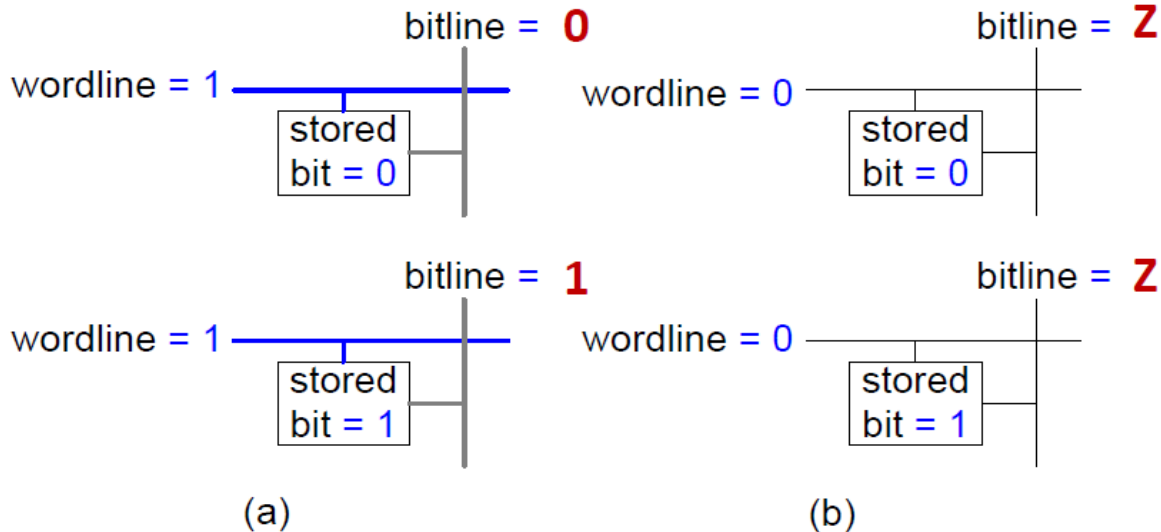 bitline = 0
wordline = 1
stored
bit = 0
bitline = Z
wordline = 0
stored
bit = 0
bitline = 1
wordline = 1
stored
bit = 1
bitline = Z
wordline = 0
stored
bit = 1
(a)
(b)